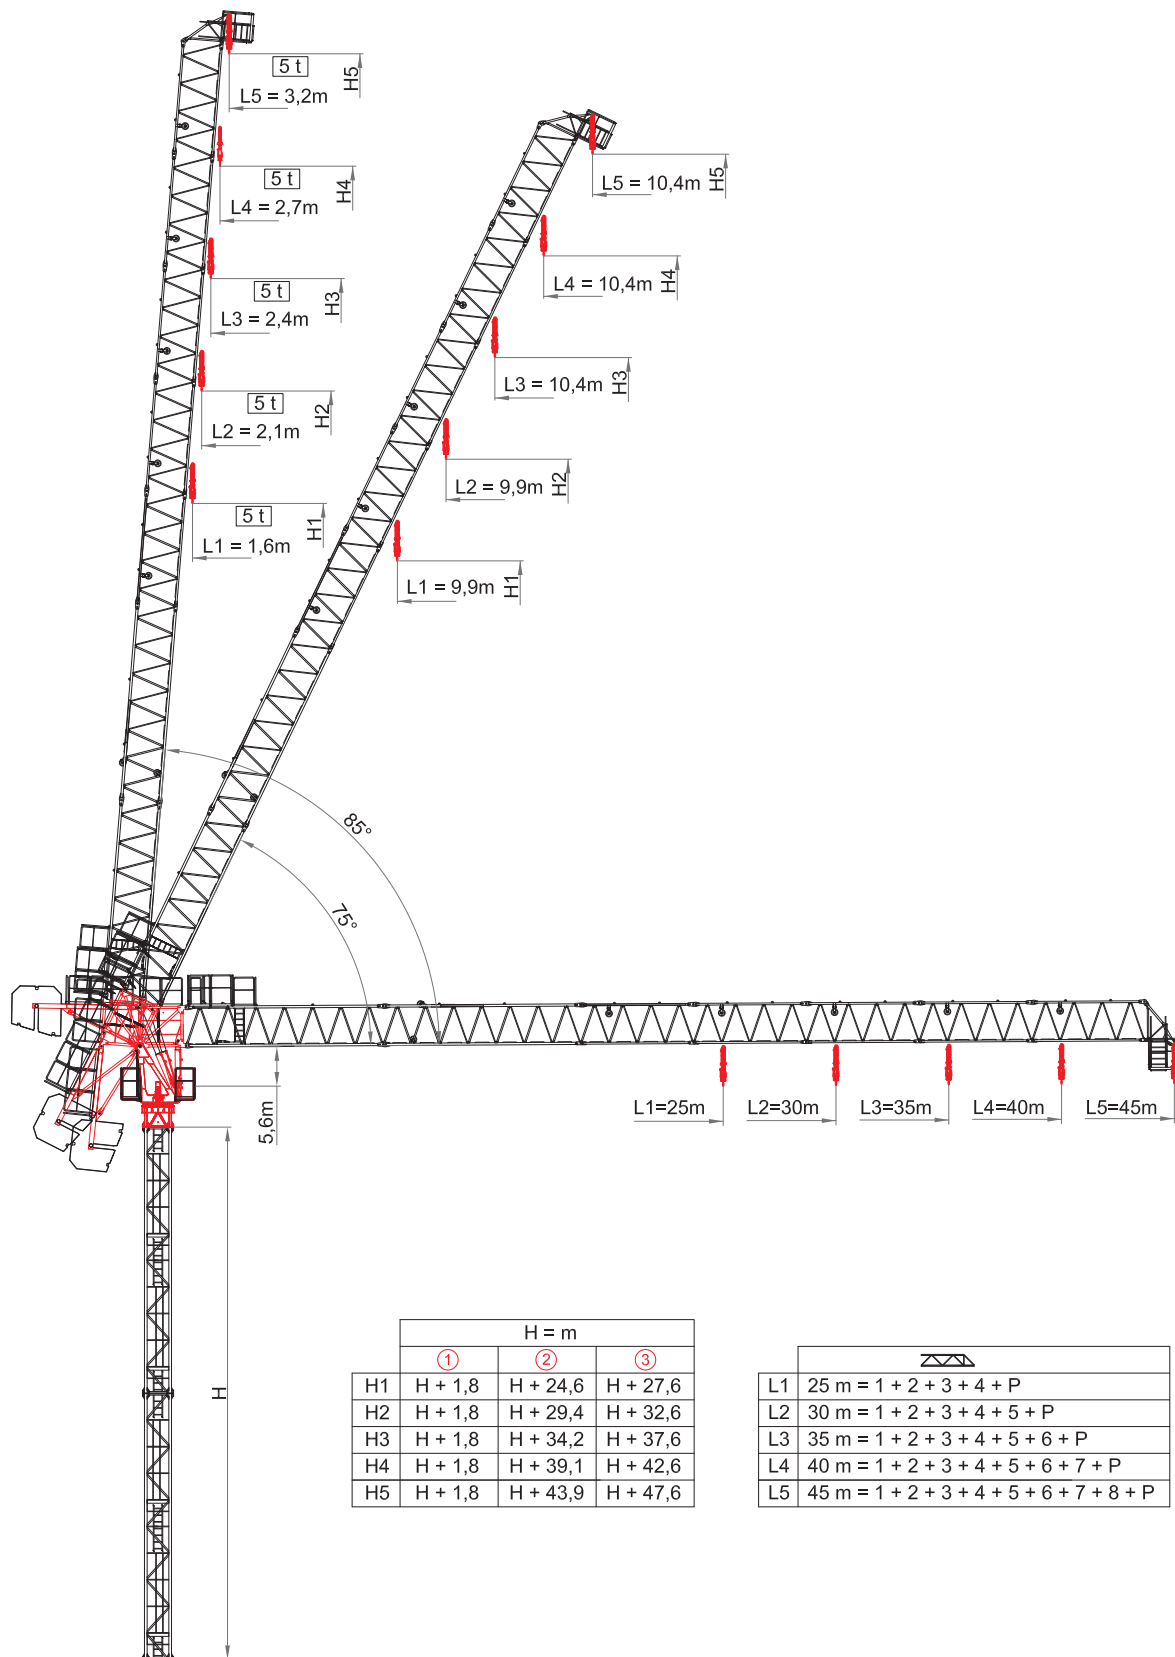 5 t
H5
L5 = 3,2m
5 t
H4
L4 = 2,7m
5 t
H3
L3 = 2,4m
5 t
H2
L2 = 2,1m
5 t
H1
L1 = 1,6m
L5 = 10,4m
H5
L4 = 10,4m
H4
L3 = 10,4m
H3
L2 = 9,9m
H2
L1 = 9,9m
H1
85°
75°
L1=25m
L2=30m
L3=35m
L4=40m
L5=45m
5,6m
H
H = m
1 2 3
H1 H + 1,8 H + 24,6 H + 27,6
H2 H + 1,8 H + 29,4 H + 32,6
H3 H + 1,8 H + 34,2 H + 37,6
H4 H + 1,8 H + 39,1 H + 42,6
H5 H + 1,8 H + 43,9 H + 47,6
L1 25 m = 1 + 2 + 3 + 4 + P
L2 30 m = 1 + 2 + 3 + 4 + 5 + P
L3 35 m = 1 + 2 + 3 + 4 + 5 + 6 + P
L4 40 m = 1 + 2 + 3 + 4 + 5 + 6 + 7 + P
L5 45 m = 1 + 2 + 3 + 4 + 5 + 6 + 7 + 8 + P